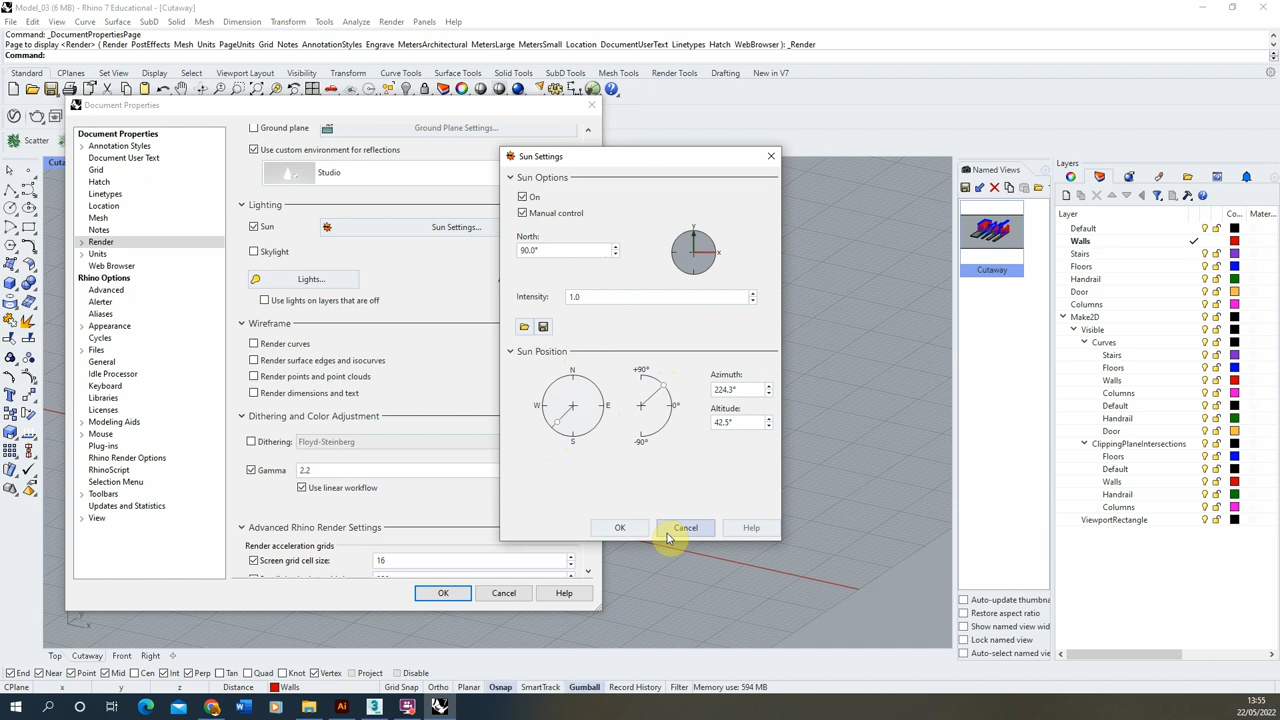 Model_03 (6 MB) - Rhino 7 Educational - [Cutaway]
File Edit View Curve Surface SubD Solid Mesh Dimension Transform Tools Analyze Render Panels Help
Command: _DocumentPropertiesPage
Page to display <Render> ( Render PostEffects Mesh Units PageUnits Grid Notes AnnotationStyles Engrave MetersArchitectural MetersLarge MetersSmall Location DocumentUserText Linetypes Hatch WebBrowser ): _Render
Command:
Standard CPlanes Set View Display Select Viewport Layout Visibility Transform Curve Tools Surface Tools Solid Tools SubD Tools Mesh Tools Render Tools Drafting New in V7
Scatter
Document Properties
Document Properties
Annotation Styles
Document User Text
Grid
Hatch
Linetypes
Location
Mesh
Notes
Render
Units
Web Browser
Rhino Options
Advanced
Alerter
Aliases
Appearance
Cycles
Files
General
Idle Processor
Keyboard
Libraries
Licenses
Modeling Aids
Mouse
Plug-ins
Rhino Render Options
RhinoScript
Selection Menu
Toolbars
Updates and Statistics
View
Ground plane Ground Plane Settings...
Use custom environment for reflections
Studio
Lighting
Sun Sun Settings...
Skylight
Lights...
Use lights on layers that are off
Wireframe
Render curves
Render surface edges and isocurves
Render points and point clouds
Render dimensions and text
Dithering and Color Adjustment
Dithering: Floyd-Steinberg
Gamma 2.2
Use linear workflow
Advanced Rhino Render Settings
Render acceleration grids
Screen grid cell size: 16
OK Cancel Help
Sun Settings
Sun Options
On
Manual control
North:
90.0°
y
x
Intensity: 1.0
Sun Position
N
W E
S
+90°
0°
-90°
Azimuth:
224.3°
Altitude:
42.5°
OK Cancel Help
Named Views
Cutaway
Auto-update thumbna
Restore aspect ratio
Show named view wid
Lock named view
Auto-select named vie
Layers
Layer Co... Mater...
Default
Walls
Stairs
Floors
Handrail
Door
Columns
Make2D
Visible
Curves
Stairs
Floors
Walls
Columns
Default
Handrail
Door
ClippingPlaneIntersections
Floors
Default
Walls
Handrail
Columns
ViewportRectangle
Cuta
y
x
Top Cutaway Front Right
End Near Point Mid Cen Int Perp Tan Quad Knot Vertex Project Disable
CPlane x y z Distance Walls Grid Snap Ortho Planar Osnap SmartTrack Gumball Record History Filter Memory use: 594 MB
13:55
22/05/2022